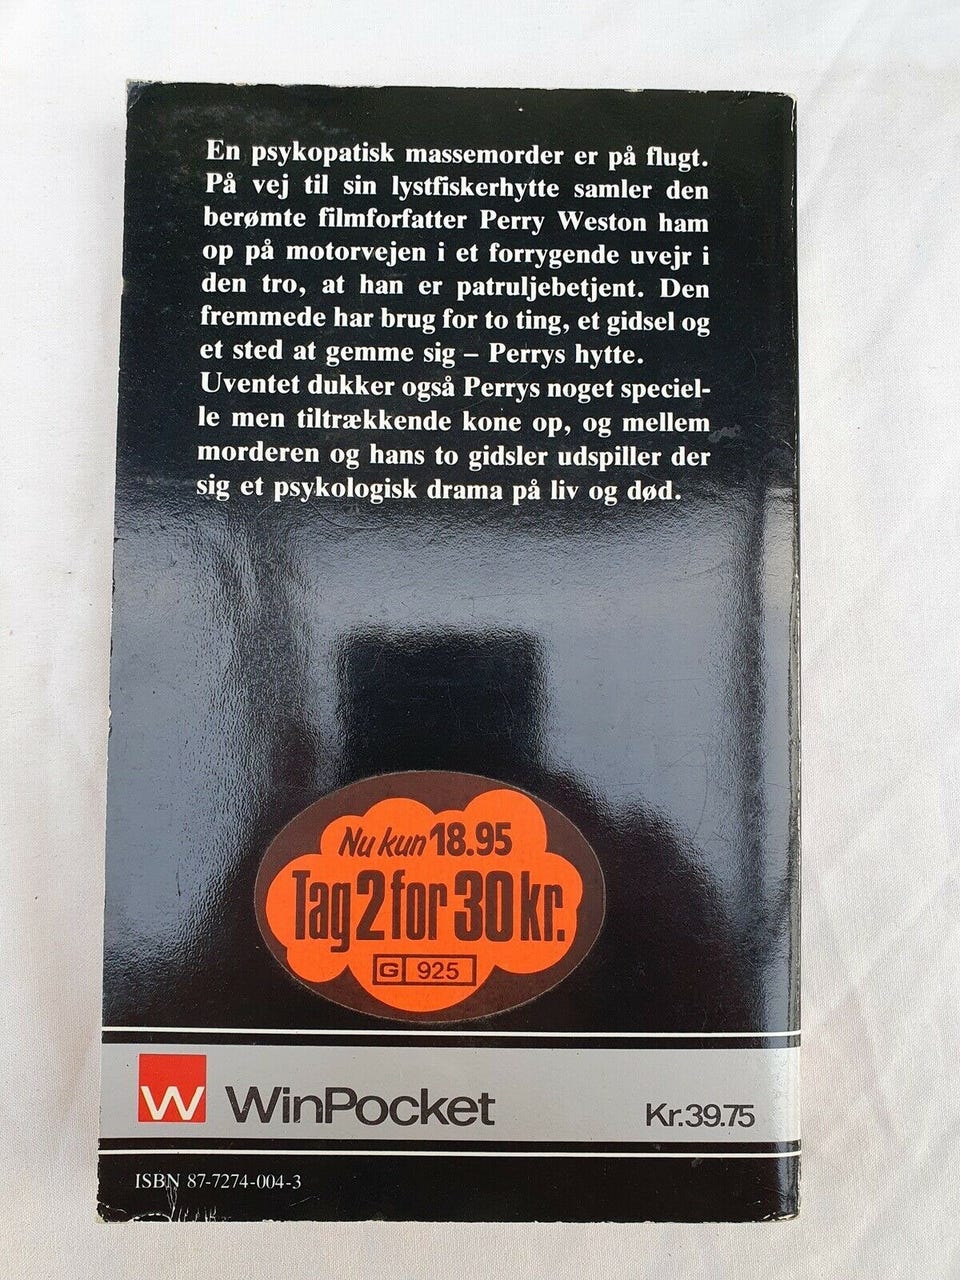 En psykopatisk massemorder er på flugt.
På vej til sin lystfiskerhytte samler den
berømte filmforfatter Perry Weston ham
op på motorvejen i et forrygende uvejr i
den tro, at han er patruljebetjent. Den
fremmede har brug for to ting, et gidsel og
et sted at gemme sig – Perrys hytte.
Uventet dukker også Perrys noget speciel-
le men tiltrækkende kone op, og mellem
morderen og hans to gidsler udspiller der
sig et psykologisk drama på liv og død.
Nu kun 18.95
Tag 2 for 30 kr.
G 925
W WinPocket Kr.39.75
ISBN 87-7274-004-3